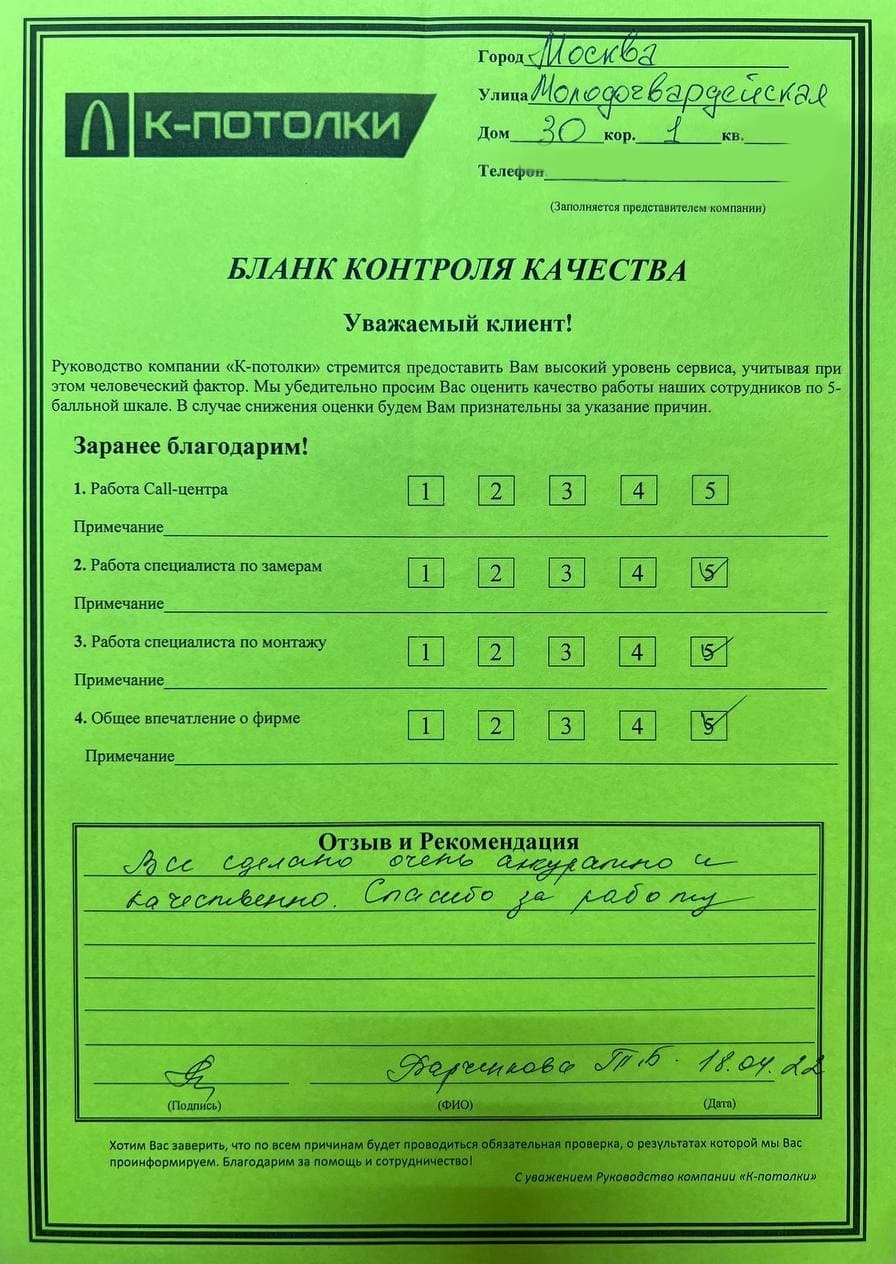 Город Москва
К-ПОТОЛКИ
Улица Молодогвардейская
Дом 30 кор. 1 кв.
Телефон
(Заполняется представителем компании)
БЛАНК КОНТРОЛЯ КАЧЕСТВА
Уважаемый клиент!
Руководство компании «К-потолки» стремится предоставить Вам высокий уровень сервиса, учитывая при
этом человеческий фактор. Мы убедительно просим Вас оценить качество работы наших сотрудников по 5-
балльной шкале. В случае снижения оценки будем Вам признательны за указание причин.
Заранее благодарим!
1. Работа Call-центра 1 2 3 4 5
Примечание
2. Работа специалиста по замерам 1 2 3 4 5
Примечание
3. Работа специалиста по монтажу 1 2 3 4 5
Примечание
4. Общее впечатление о фирме 1 2 3 4 5
Примечание
Отзыв и Рекомендация
Все сделано очень аккуратно и
качественно. Спасибо за работу
Т.Б. 18.04.22
(Подпись) (ФИО) (Дата)
Хотим Вас заверить, что по всем причинам будет проводиться обязательная проверка, о результатах которой мы Вас
проинформируем. Благодарим за помощь и сотрудничество!
С уважением Руководство компании «К-потолки»